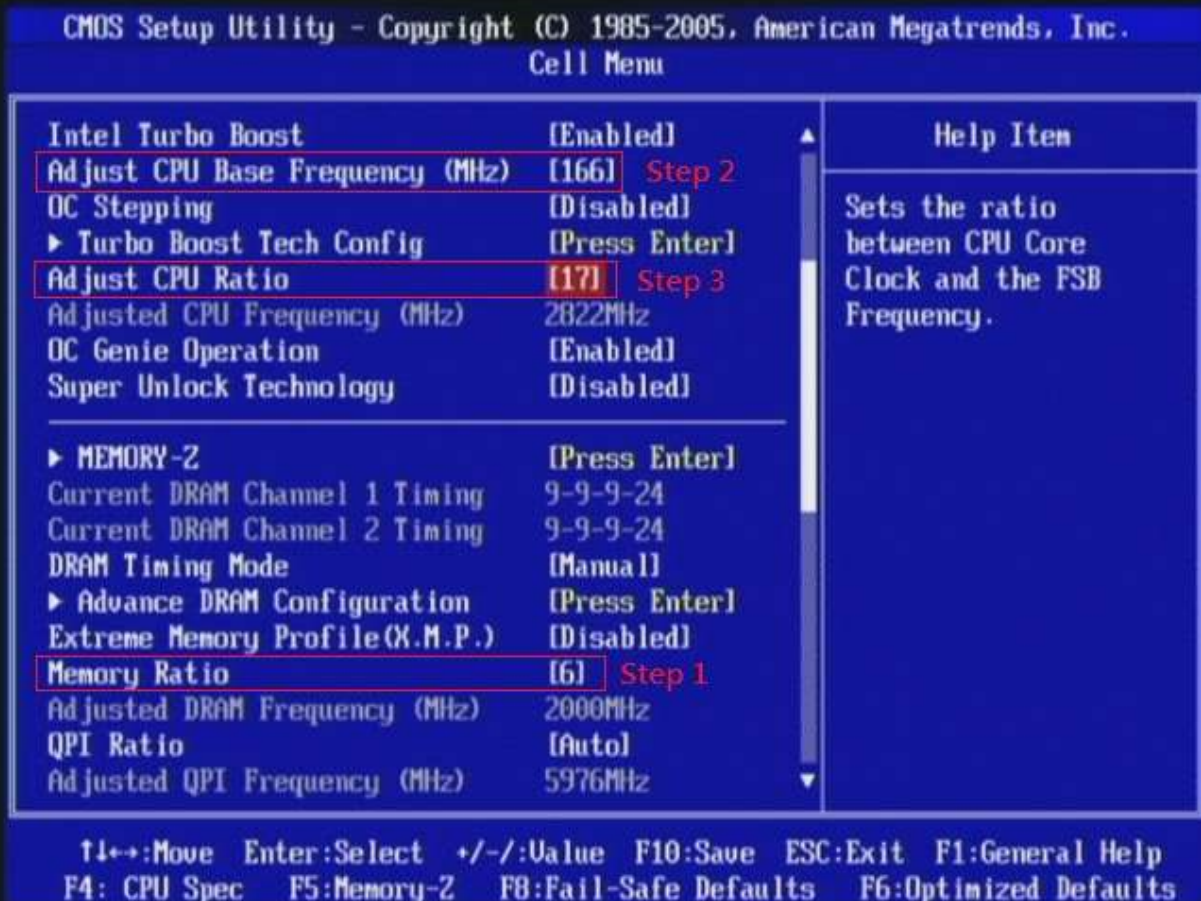 CMOS Setup Utility - Copyright (C) 1985-2005, American Megatrends, Inc.
Cell Menu
Intel Turbo Boost [Enabled]
Adjust CPU Base Frequency (MHz) [166] Step 2
OC Stepping [Disabled]
▶ Turbo Boost Tech Config [Press Enter]
Adjust CPU Ratio [17] Step 3
Adjusted CPU Frequency (MHz) 2822MHz
OC Genie Operation [Enabled]
Super Unlock Technology [Disabled]
▶ MEMORY-Z [Press Enter]
Current DRAM Channel 1 Timing 9-9-9-24
Current DRAM Channel 2 Timing 9-9-9-24
DRAM Timing Mode [Manual]
▶ Advance DRAM Configuration [Press Enter]
Extreme Memory Profile(X.M.P.) [Disabled]
Memory Ratio [6] Step 1
Adjusted DRAM Frequency (MHz) 2000MHz
QPI Ratio [Auto]
Adjusted QPI Frequency (MHz) 5976MHz
Help Item
Sets the ratio
between CPU Core
Clock and the FSB
Frequency.
↑↓←→:Move Enter:Select +/-/:Value F10:Save ESC:Exit F1:General Help
F4: CPU Spec F5:Memory-Z F8:Fail-Safe Defaults F6:Optimized Defaults